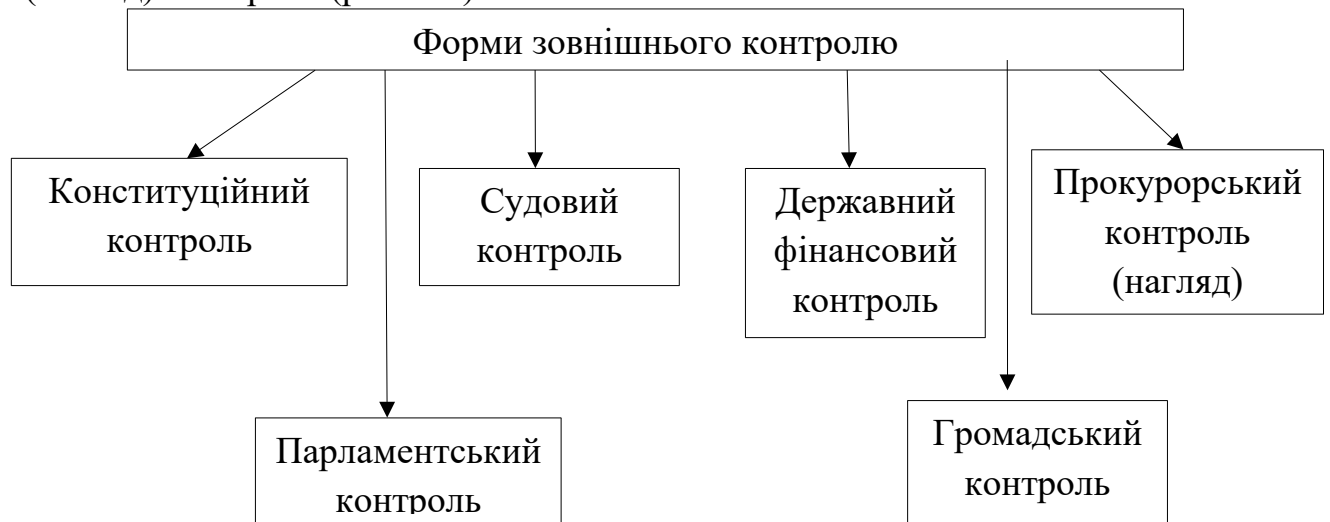 Форми зовнішнього контролю
Конституційний
контроль
Судовий
контроль
Державний
фінансовий
контроль
Прокурорський
контроль
(нагляд)
Парламентський
контроль
Громадський
контроль